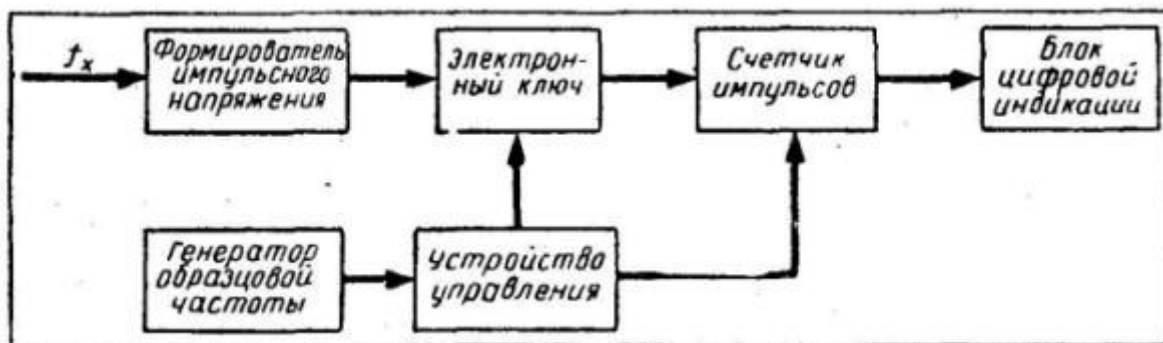 fx
Формирователь
импульсного
напряжения
Электрон-
ный ключ
Счетчик
импульсов
Блок
цифровой
индикации
Генератор
образцовой
частоты
Устройство
управления